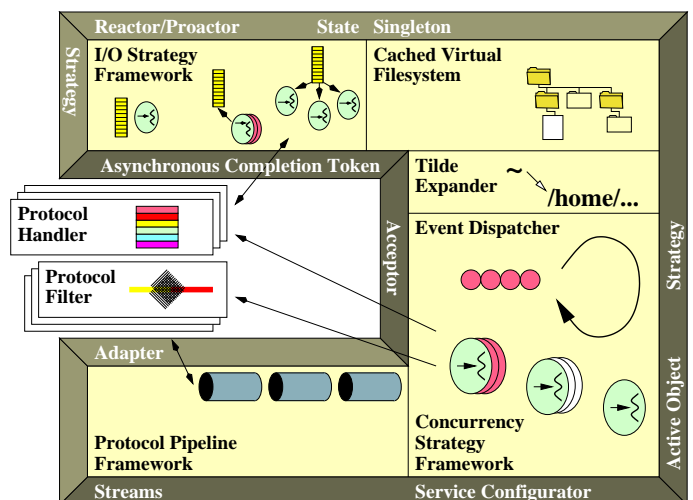 Reactor/Proactor
State
Singleton
Strategy
I/O Strategy
Framework
Cached Virtual
Filesystem
Asynchronous Completion Token
Tilde
Expander
~
/home/...
Protocol
Handler
Event Dispatcher
Protocol
Filter
Acceptor
Strategy
Adapter
Active Object
Protocol Pipeline
Framework
Concurrency
Strategy
Framework
Streams
Service Configurator